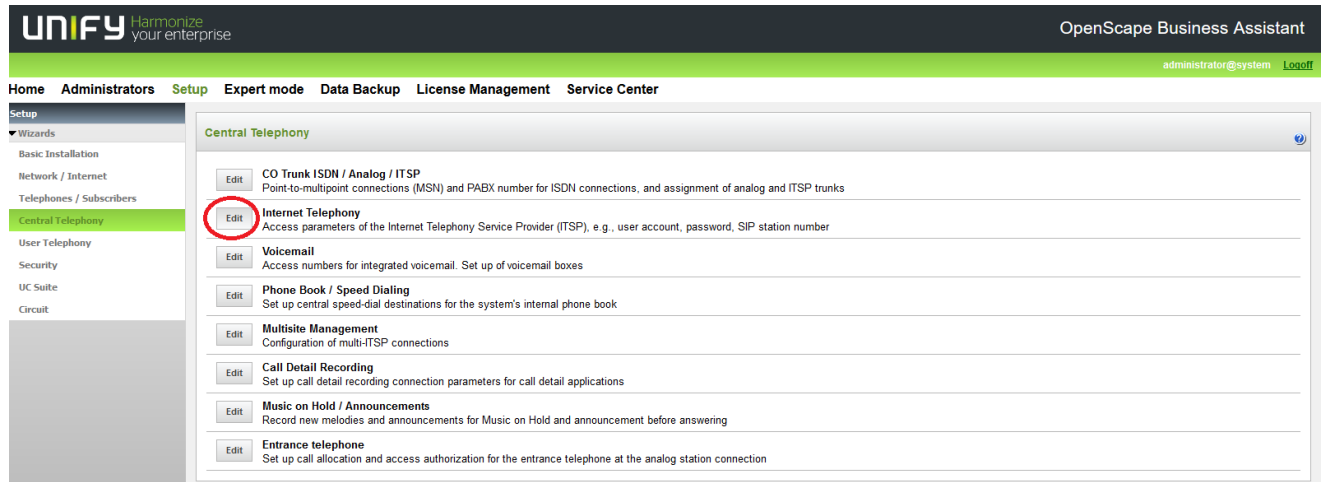 UNIFY Harmonize your enterprise
OpenScape Business Assistant
administrator@system Logoff
Home Administrators Setup Expert mode Data Backup License Management Service Center
Setup
Wizards
Basic Installation
Network / Internet
Telephones / Subscribers
Central Telephony
User Telephony
Security
UC Suite
Circuit
Central Telephony
?
Edit CO Trunk ISDN / Analog / ITSP
Point-to-multipoint connections (MSN) and PABX number for ISDN connections, and assignment of analog and ITSP trunks
Edit Internet Telephony
Access parameters of the Internet Telephony Service Provider (ITSP), e.g., user account, password, SIP station number
Edit Voicemail
Access numbers for integrated voicemail. Set up of voicemail boxes
Edit Phone Book / Speed Dialing
Set up central speed-dial destinations for the system's internal phone book
Edit Multisite Management
Configuration of multi-ITSP connections
Edit Call Detail Recording
Set up call detail recording connection parameters for call detail applications
Edit Music on Hold / Announcements
Record new melodies and announcements for Music on Hold and announcement before answering
Edit Entrance telephone
Set up call allocation and access authorization for the entrance telephone at the analog station connection